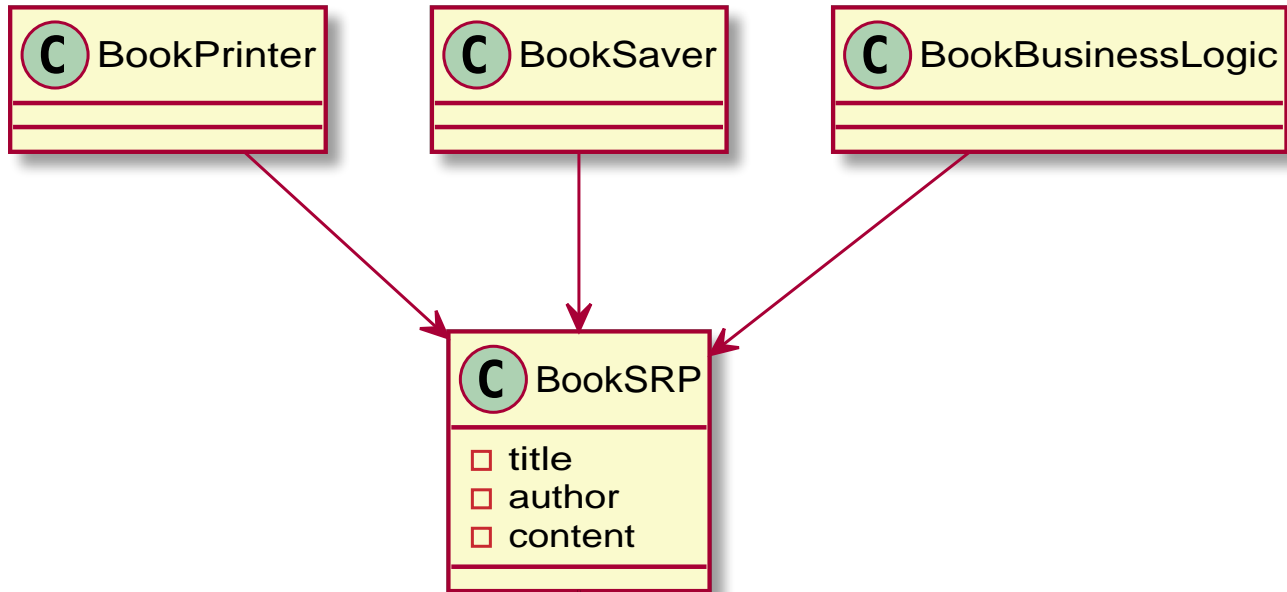 C BookPrinter
C BookSaver
C BookBusinessLogic
C BookSRP
title
author
content